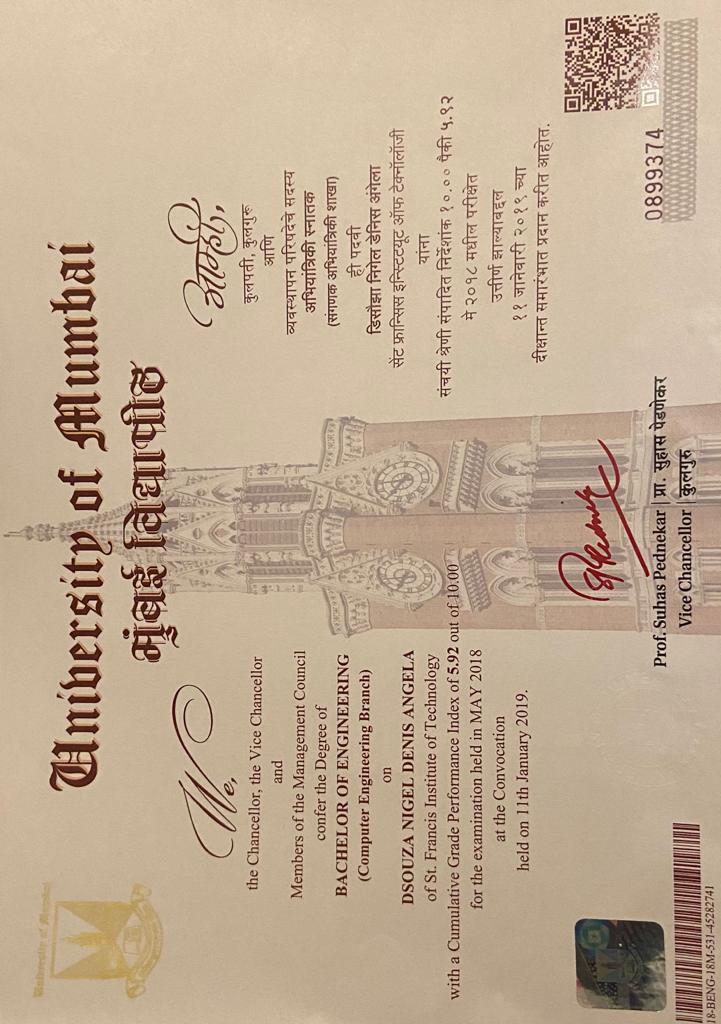 University of Mumbai
University of Mumbai
मुंबई विद्यापीठ
We,
the Chancellor, the Vice Chancellor
and
Members of the Management Council
confer the Degree of
BACHELOR OF ENGINEERING
(Computer Engineering Branch)
on
DSOUZA NIGEL DENIS ANGELA
of St. Francis Institute of Technology
with a Cumulative Grade Performance Index of 5.92 out of 10.00
for the examination held in MAY 2018
at the Convocation
held on 11th January 2019.
आम्ही,
कुलपती, कुलगुरू
आणि
व्यवस्थापन परिषदेचे सदस्य
अभियांत्रिकी स्नातक
(संगणक अभियांत्रिकी शाखा)
ही पदवी
डिसौझा निगेल डेनिस अंगेला
सेंट फ्रान्सिस इन्स्टिट्यूट ऑफ टेक्नॉलॉजी
यांना
संचयी श्रेणी संपादित निर्देशांक १०.०० पैकी ५.९२
मे २०१८ मधील परीक्षेत
उत्तीर्ण झाल्याबद्दल
११ जानेवारी २०१९ च्या
दीक्षान्त समारंभात प्रदान करीत आहोत.
Prof. Suhas Pednekar प्रा. सुहास पेडणेकर
Vice Chancellor कुलगुरू
0899374
18-BENG-18M-531-45282741